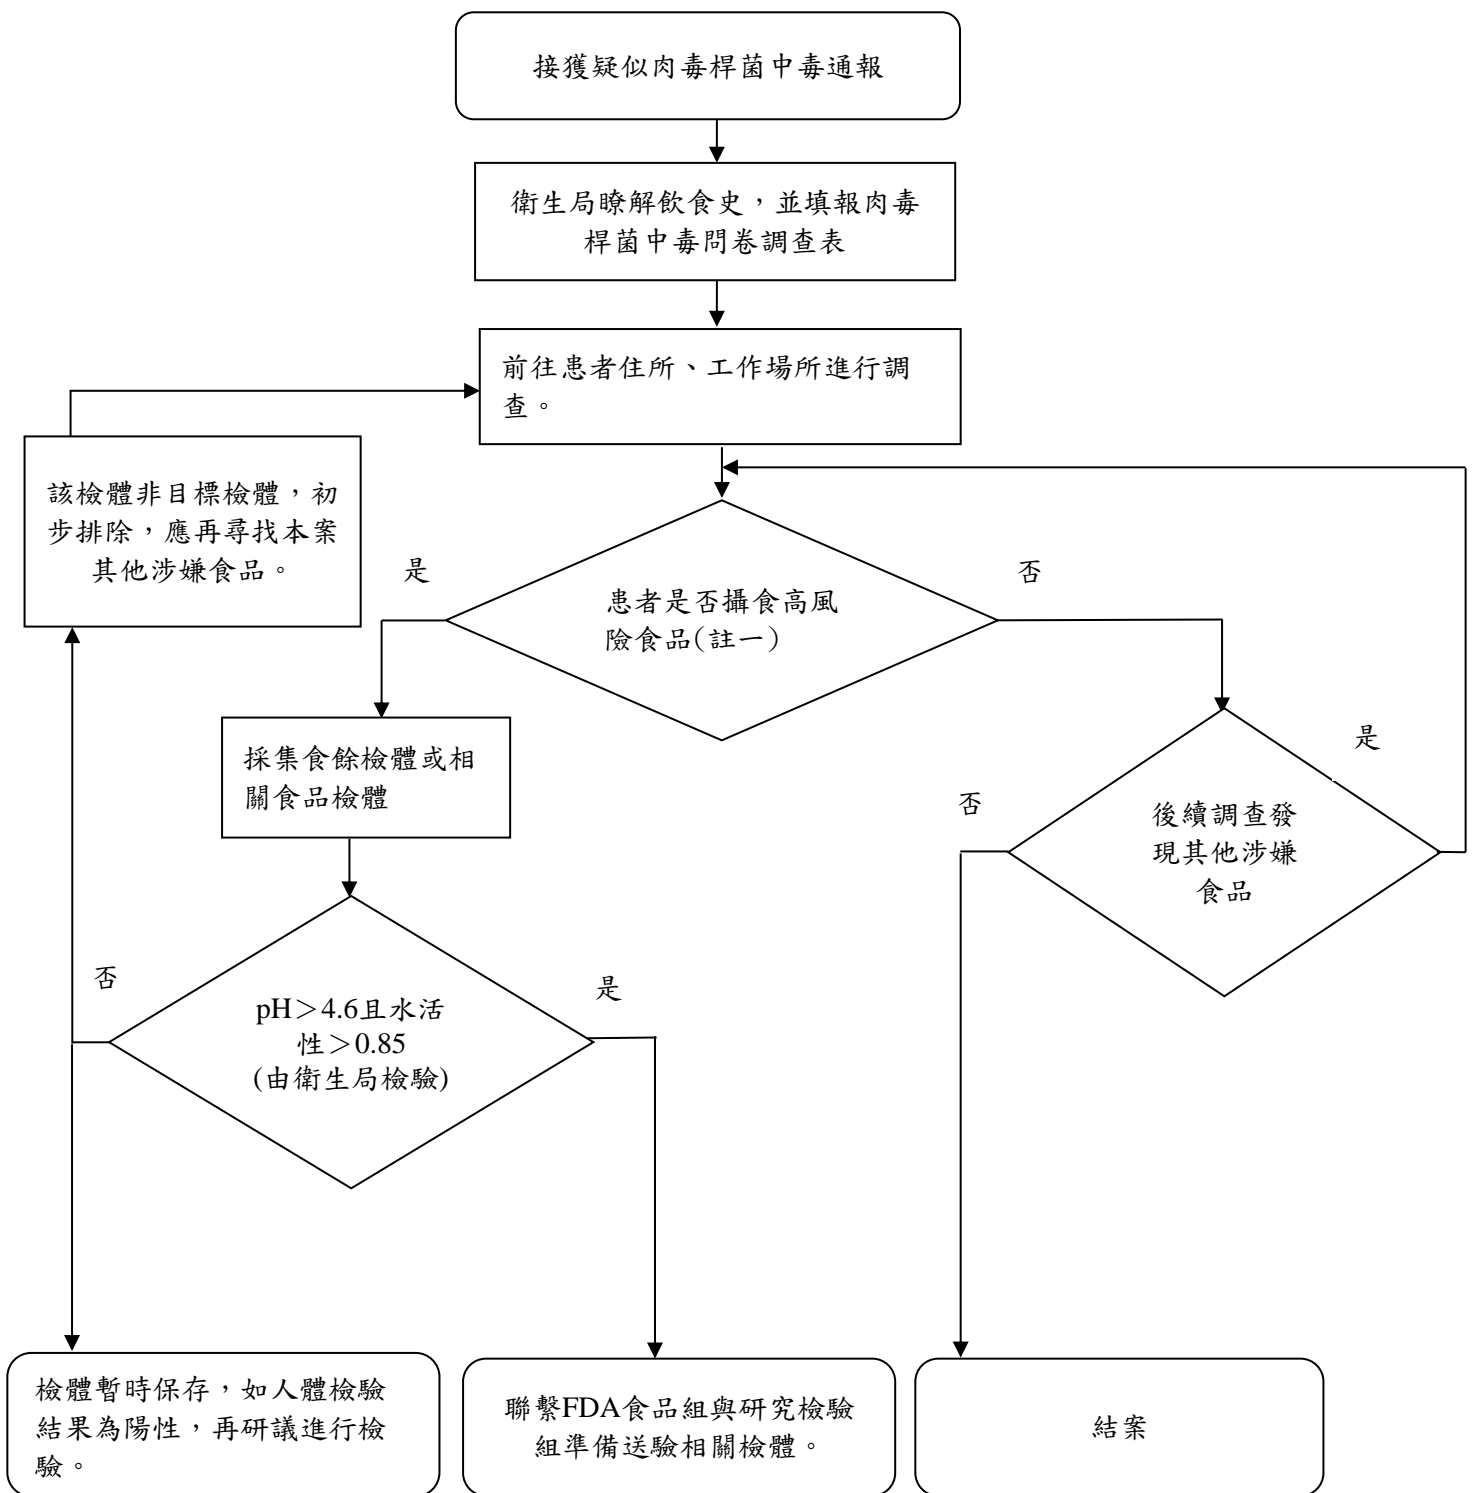 接獲疑似肉毒桿菌中毒通報
衛生局瞭解飲食史，並填報肉毒
桿菌中毒問卷調查表
前往患者住所、工作場所進行調
查。
該檢體非目標檢體，初
步排除，應再尋找本案
其他涉嫌食品。
是
否
患者是否攝食高風
險食品(註一)
採集食餘檢體或相
關食品檢體
是
否
後續調查發
現其他涉嫌
食品
否
是
pH＞4.6且水活
性＞0.85
(由衛生局檢驗)
檢體暫時保存，如人體檢驗
結果為陽性，再研議進行檢
驗。
聯繫FDA食品組與研究檢驗
組準備送驗相關檢體。
結案